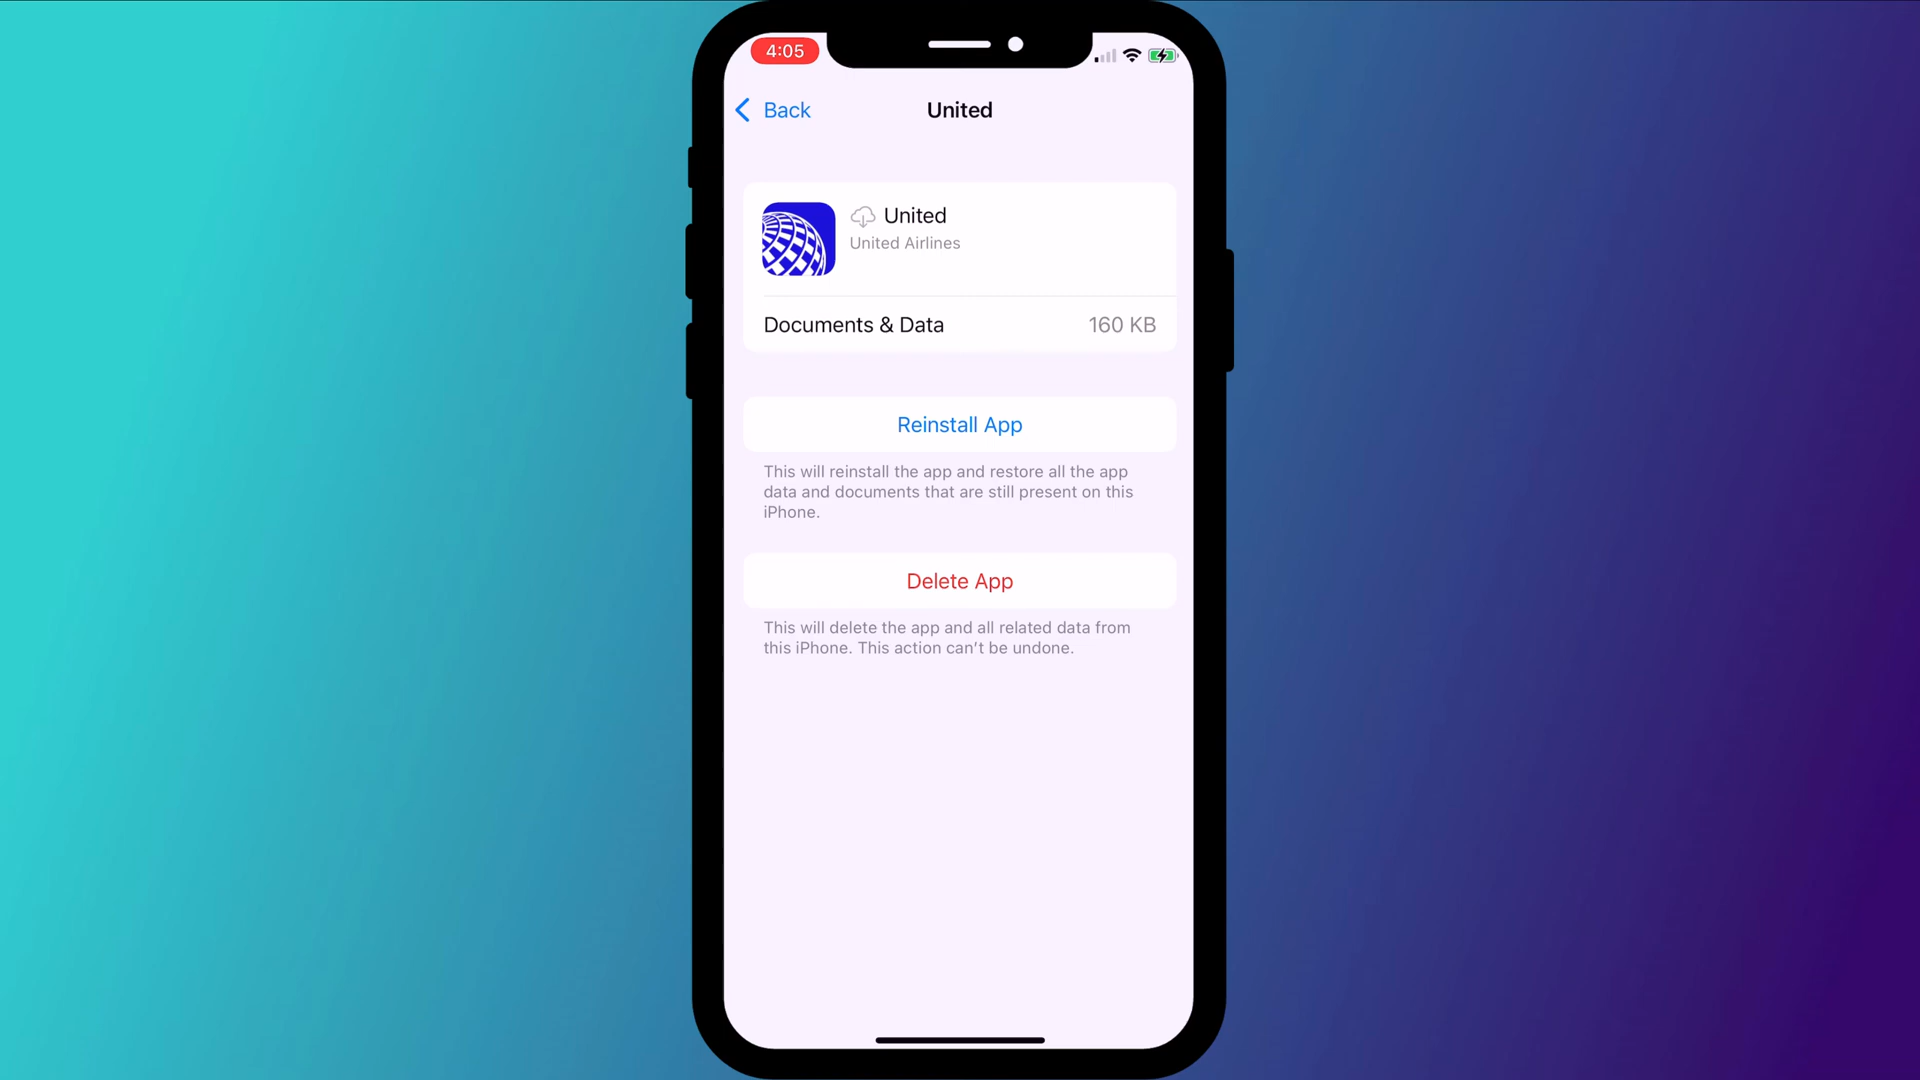 4:05
Back
United
United
United Airlines
Documents & Data 160 KB
Reinstall App
This will reinstall the app and restore all the app
data and documents that are still present on this
iPhone.
Delete App
This will delete the app and all related data from
this iPhone. This action can’t be undone.